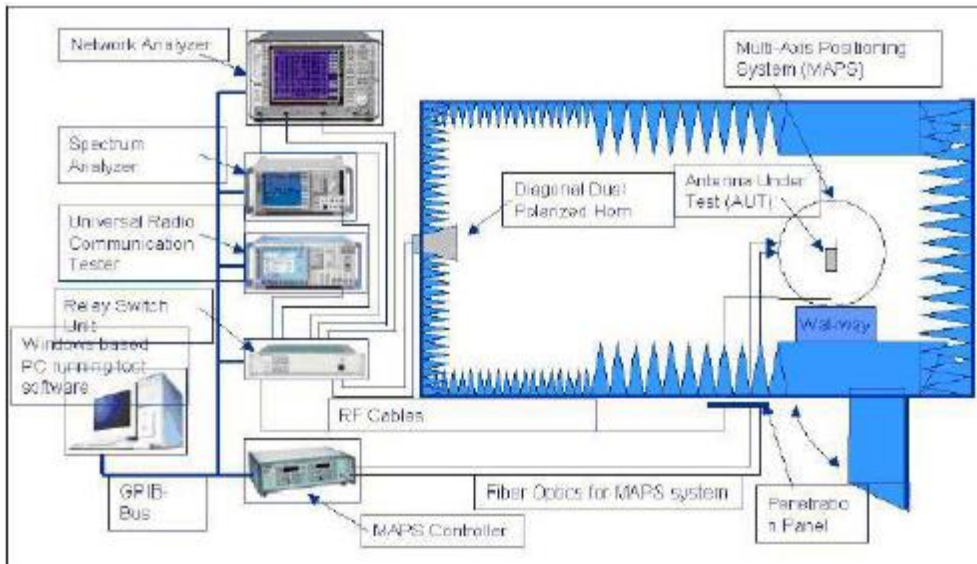 Network Analyzer
Multi-Axis Positioning
System (MAPS)
Spectrum
Analyzer
Diagonal Dual
Polarized Horn
Antenna Under
Test (AUT)
Universal Radio
Communication
Tester
Relay Switch
Unit
Walkway
Windows based
PC running test
software
RF Cables
GPIB-
Bus
Fiber Optics for MAPS system
MAPS Controller
Penetratio
n Panel